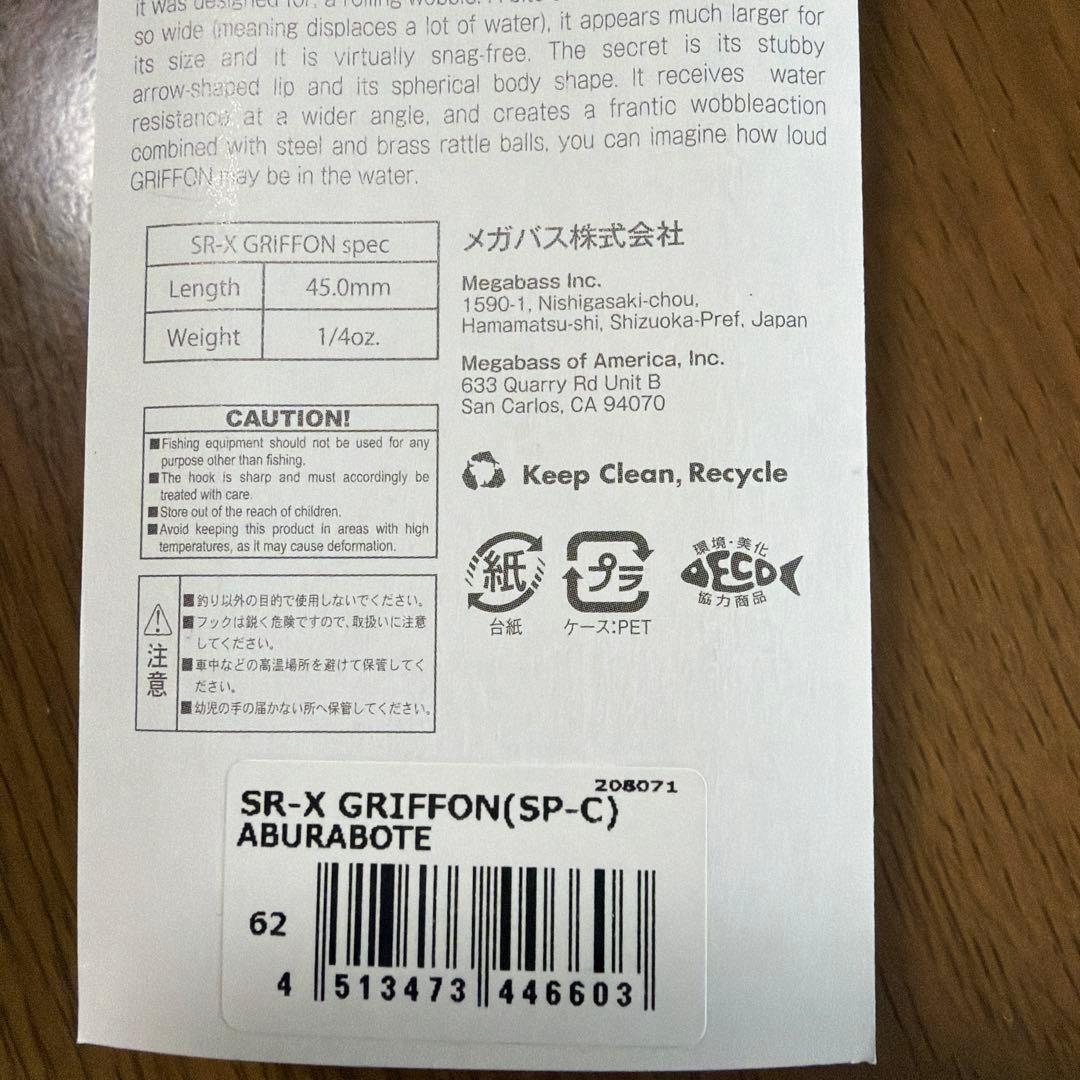 it was designed for, a rolling wobble.
so wide (meaning displaces a lot of water), it appears much larger for
its size and it is virtually snag-free. The secret is its stubby
arrow-shaped lip and its spherical body shape. It receives water
resistance at a wider angle, and creates a frantic wobbleaction
combined with steel and brass rattle balls, you can imagine how loud
GRIFFON may be in the water.
SR-X GRIFFON spec
Length 45.0mm
Weight 1/4oz.
CAUTION!
■Fishing equipment should not be used for any
purpose other than fishing.
■The hook is sharp and must accordingly be
treated with care.
■Store out of the reach of children.
■Avoid keeping this product in areas with high
temperatures, as it may cause deformation.
注意
■釣り以外の目的で使用しないでください。
■フックは鋭く危険ですので、取扱いに注意
してください。
■車中などの高温場所を避けて保管してく
ださい。
■幼児の手の届かない所へ保管してください。
メガバス株式会社
Megabass Inc.
1590-1, Nishigasaki-chou,
Hamamatsu-shi, Shizuoka-Pref, Japan
Megabass of America, Inc.
633 Quarry Rd Unit B
San Carlos, CA 94070
Keep Clean, Recycle
紙
台紙
プラ
ケース:PET
環境・美化
ECO
協力商品
208071
SR-X GRIFFON(SP-C)
ABURABOTE
62
4 513473 446603